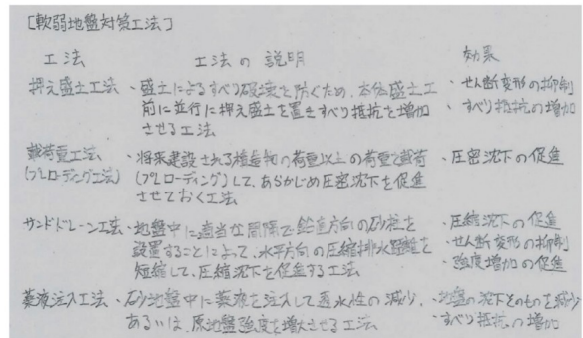 [軟弱地盤対策工法]
工法 工法の説明 効果
押え盛土工法 ・盛土によるすべり破壊を防ぐため、本体盛土工 ・せん断変形の抑制
前に並行に押え盛土を置きすべり抵抗を増加 ・すべり抵抗の増加
させる工法
載荷重工法 ・将来建設される構造物の荷重以上の荷重を載荷 ・圧密沈下の促進
(プレローディング工法) (プレローディング)して、あらかじめ圧密沈下を促進
させておく工法
サンドドレーン工法 ・地盤中に適当な間隔で鉛直方向の砂柱を ・圧縮沈下の促進
設置することによって、水平方向の圧縮排水距離を ・せん断変形の抑制
短縮して、圧縮沈下を促進する工法 ・強度増加の促進
薬液注入工法 ・砂地盤中に薬液を注入して透水性の減少、 ・地盤の沈下そのものを減少
あるいは、原地盤強度を増大させる工法 ・すべり抵抗の増加